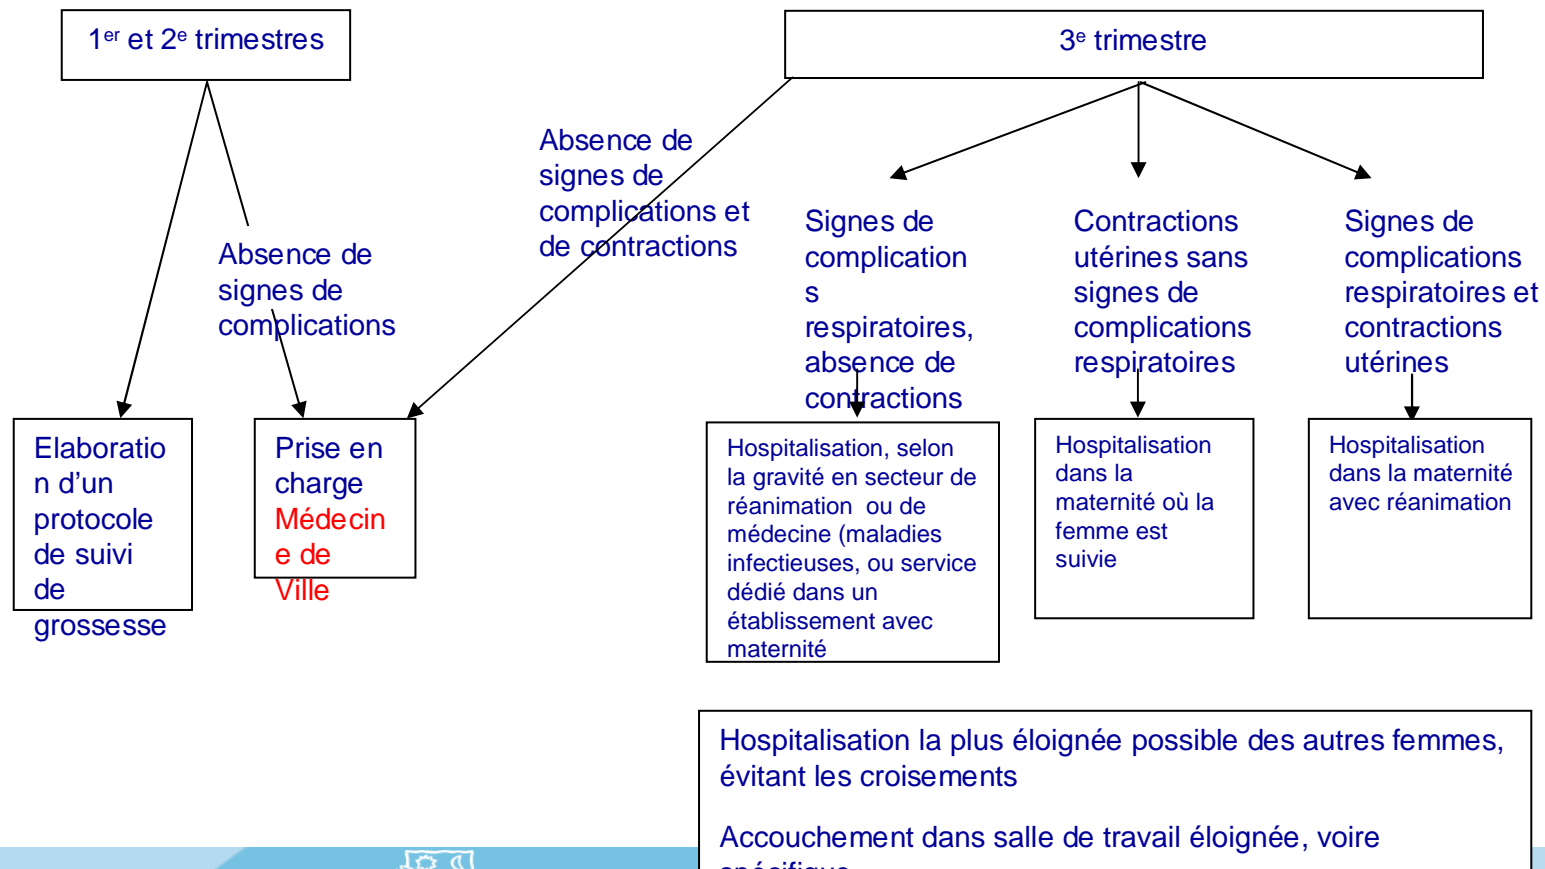 1er et 2e trimestres
3e trimestre
Absence de
signes de
complications et
de contractions
Absence de
signes de
complications
Signes de
complication
s
respiratoires,
absence de
contractions
Contractions
utérines sans
signes de
complications
respiratoires
Signes de
complications
respiratoires et
contractions
utérines
Elaboratio
n d’un
protocole
de suivi
de
grossesse
Prise en
charge
Médecin
e de
Ville
Hospitalisation, selon
la gravité en secteur de
réanimation ou de
médecine (maladies
infectieuses, ou service
dédié dans un
établissement avec
maternité
Hospitalisation
dans la
maternité où la
femme est
suivie
Hospitalisation
dans la maternité
avec réanimation
Hospitalisation la plus éloignée possible des autres femmes,
évitant les croisements
Accouchement dans salle de travail éloignée, voire
spécifique